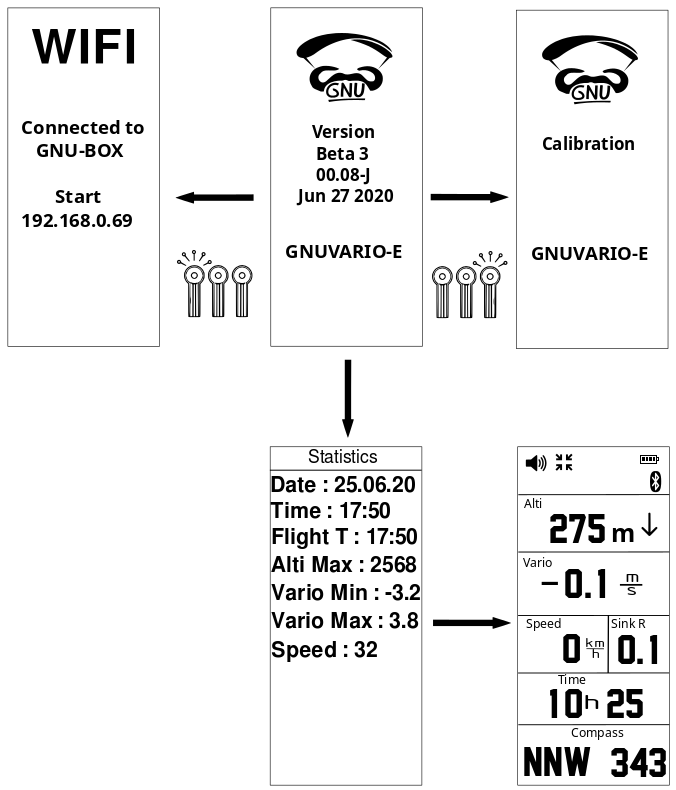 WIFI
Connected to
GNU-BOX
Start
192.168.0.69
GNU
Version
Beta 3
00.08-J
Jun 27 2020
GNUVARIO-E
GNU
Calibration
GNUVARIO-E
Statistics
Date : 25.06.20
Time : 17:50
Flight T : 17:50
Alti Max : 2568
Vario Min : -3.2
Vario Max : 3.8
Speed : 32
Alti
275 m
Vario
-0.1 m/s
Speed
0 km/h
Sink R
0.1
Time
10h 25
Compass
NNW 343